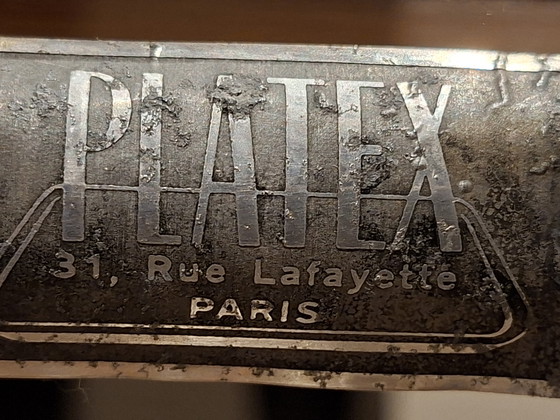 PLATEX
31, Rue Lafayette
PARIS